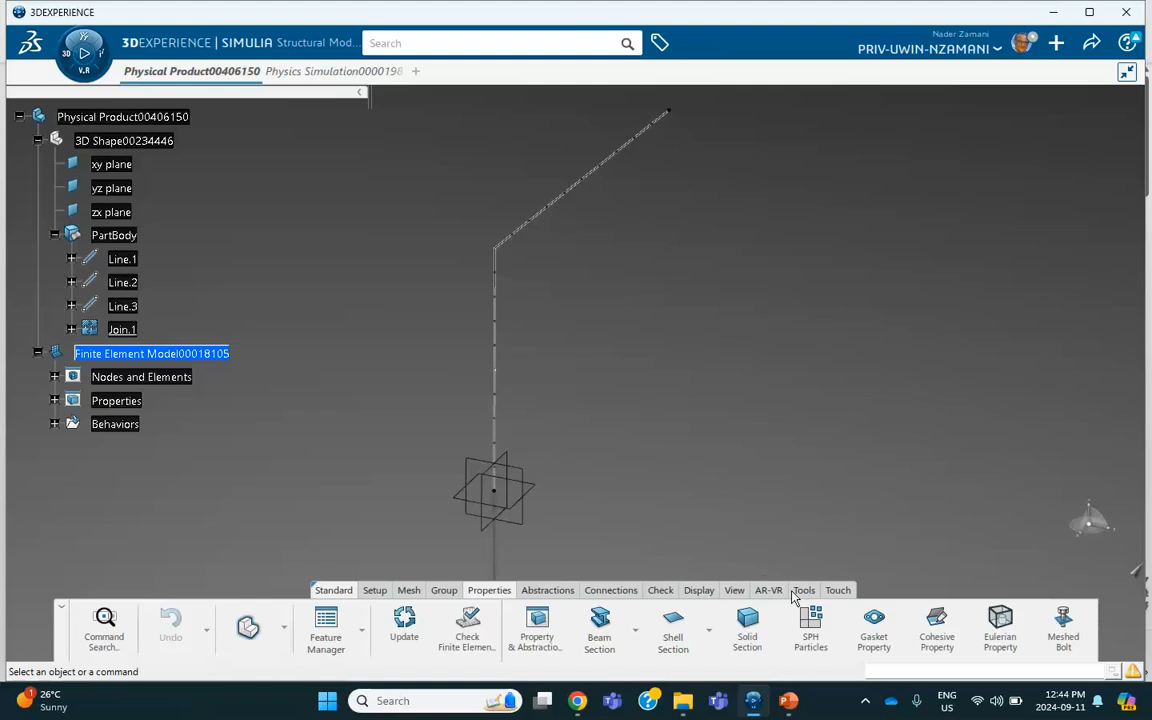 3DEXPERIENCE
3DEXPERIENCE | SIMULIA Structural Mod...
Search
Nader Zamani
PRIV-UWIN-NZAMANI
3D
V.R
Physical Product00406150
Physics Simulation0000198
Physical Product00406150
3D Shape00234446
xy plane
yz plane
zx plane
PartBody
Line.1
Line.2
Line.3
Join.1
Finite Element Model00018105
Nodes and Elements
Properties
Behaviors
Standard Setup Mesh Group Properties Abstractions Connections Check Display View AR-VR Tools Touch
Command Search...
Undo
Feature Manager
Update
Check Finite Elemen...
Property & Abstractio...
Beam Section
Shell Section
Solid Section
SPH Particles
Gasket Property
Cohesive Property
Eulerian Property
Meshed Bolt
Select an object or a command
1
26°C
Sunny
Search
ENG
US
12:44 PM
2024-09-11